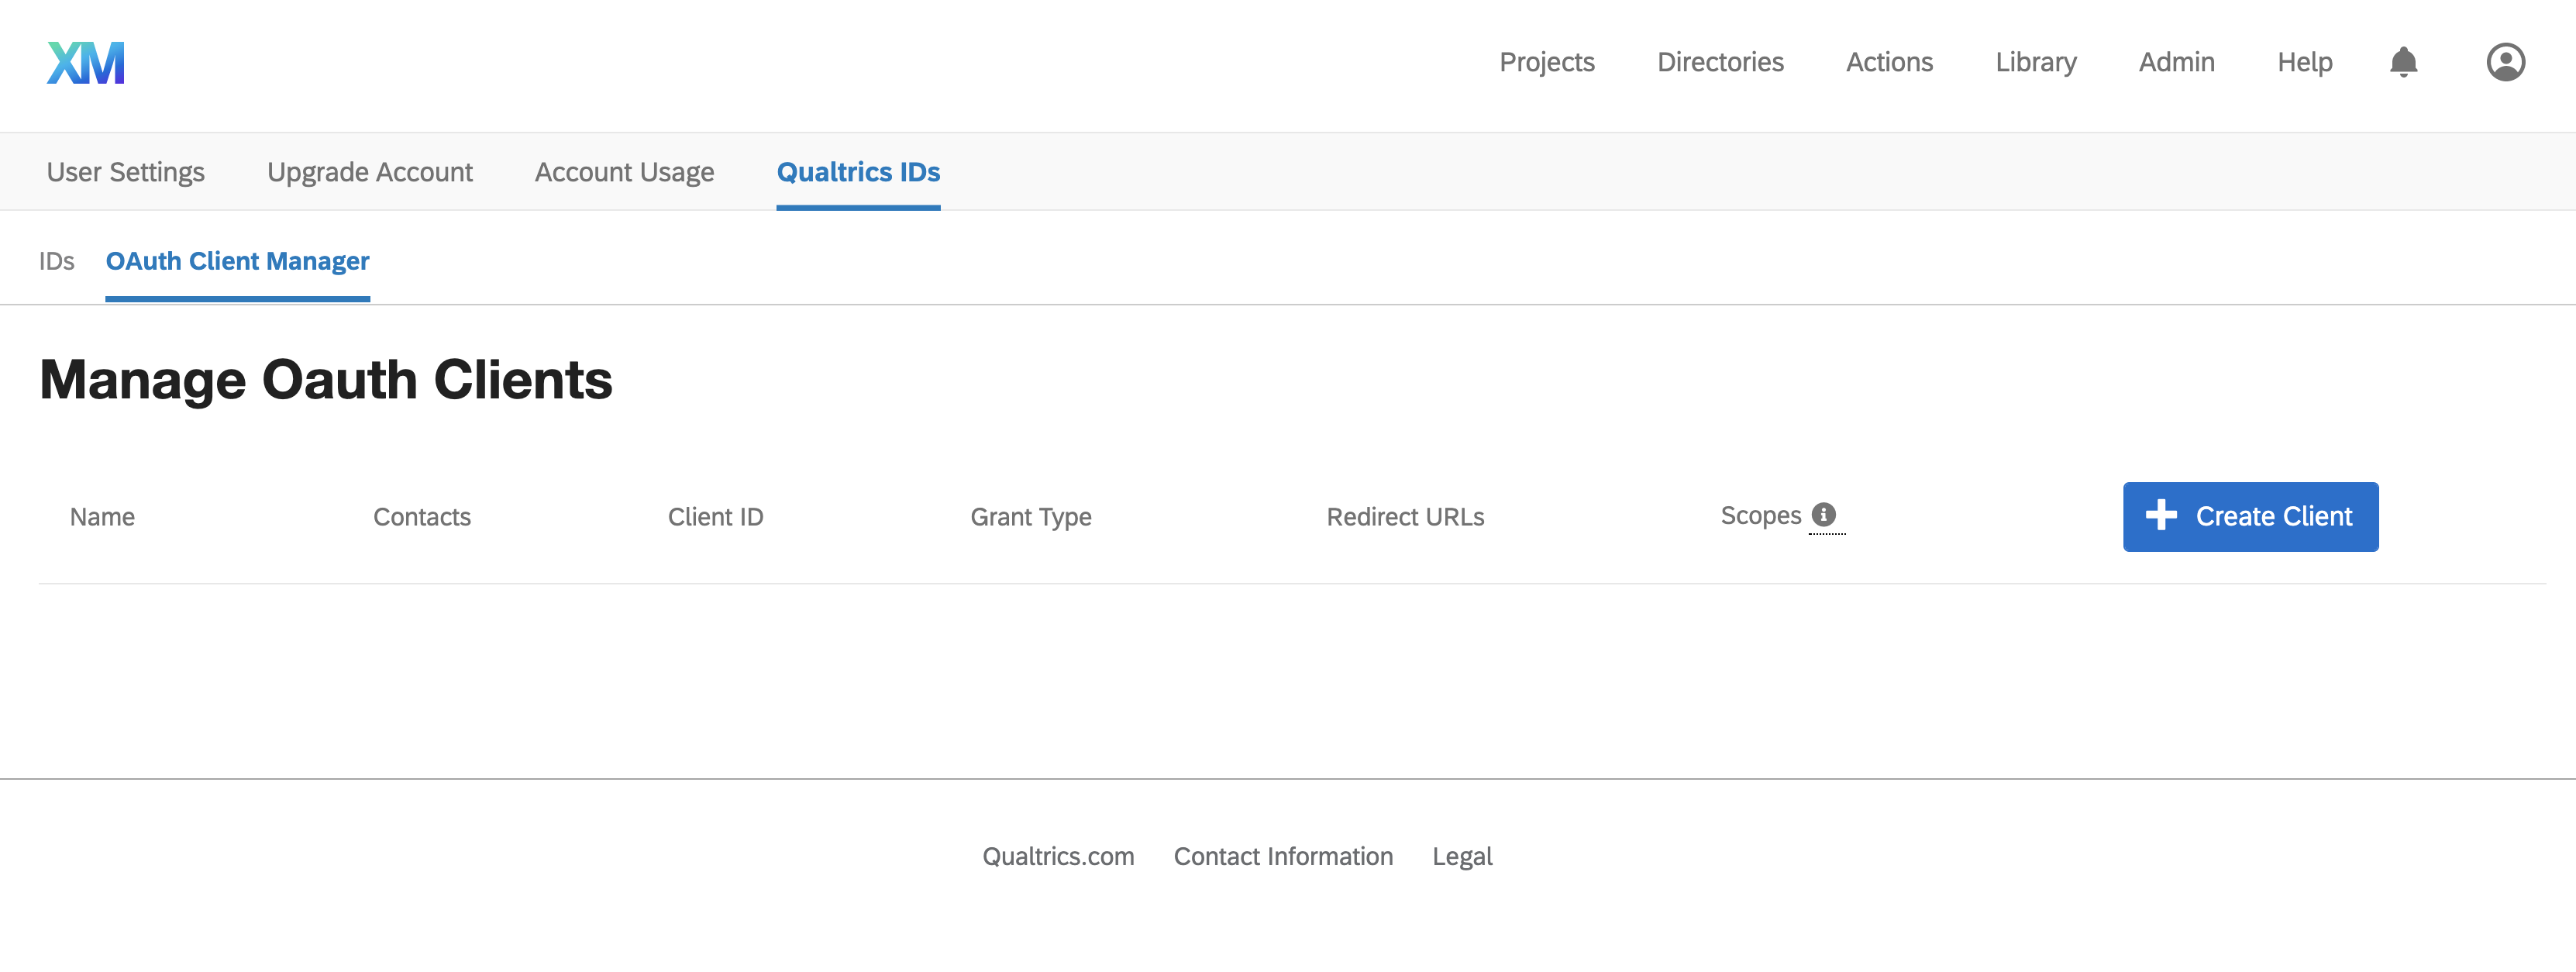 XM
Projects Directories Actions Library Admin Help
User Settings Upgrade Account Account Usage Qualtrics IDs
IDs OAuth Client Manager
Manage Oauth Clients
Name Contacts Client ID Grant Type Redirect URLs Scopes Create Client
Qualtrics.com Contact Information Legal